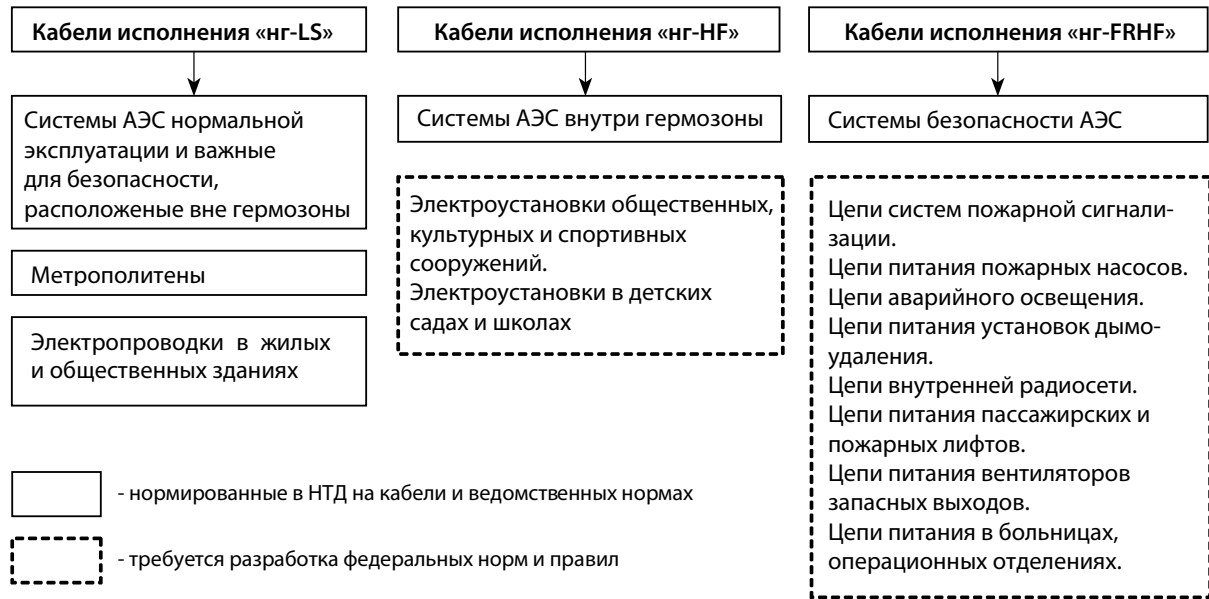 Кабели исполнения «нг-LS»
Системы АЭС нормальной
эксплуатации и важные
для безопасности,
расположеные вне гермозоны
Метрополитены
Электропроводки в жилых
и общественных зданиях
Кабели исполнения «нг-HF»
Системы АЭС внутри гермозоны
Электроустановки общественных,
культурных и спортивных
сооружений.
Электроустановки в детских
садах и школах
Кабели исполнения «нг-FRHF»
Системы безопасности АЭС
Цепи систем пожарной сигнали-
зации.
Цепи питания пожарных насосов.
Цепи аварийного освещения.
Цепи питания установок дымо-
удаления.
Цепи внутренней радиосети.
Цепи питания пассажирских и
пожарных лифтов.
Цепи питания вентиляторов
запасных выходов.
Цепи питания в больницах,
операционных отделениях.
- нормированные в НТД на кабели и ведомственных нормах
- требуется разработка федеральных норм и правил